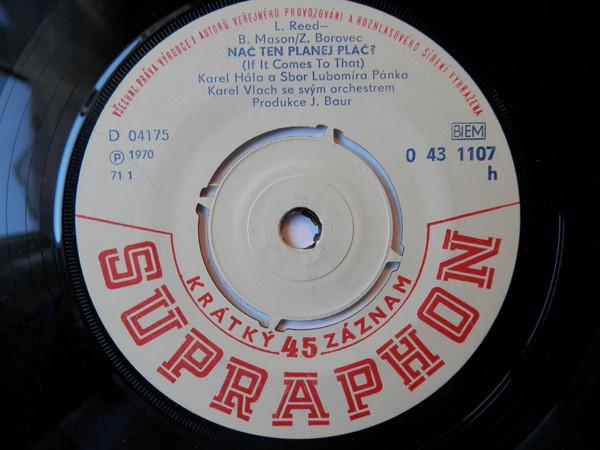 VŠECHNA PRÁVA VÝROBCE I AUTORŮ VEŘEJNÉHO PROVOZOVÁNÍ A ROZHLASOVÉHO ŠÍŘENÍ VYHRAŽENA
L. Reed–
B. Mason/Z. Borovec
NAČ TEN PLANEJ PLÁČ?
(If It Comes To That)
Karel Hála a Sbor Lubomíra Pánka
Karel Vlach se svým orchestrem
Produkce J. Baur
D 04175
Ⓟ 1970
71 1
BIEM
0 43 1107
h
KRÁTKÝ 45 ZÁZNAM
SUPRAPHON